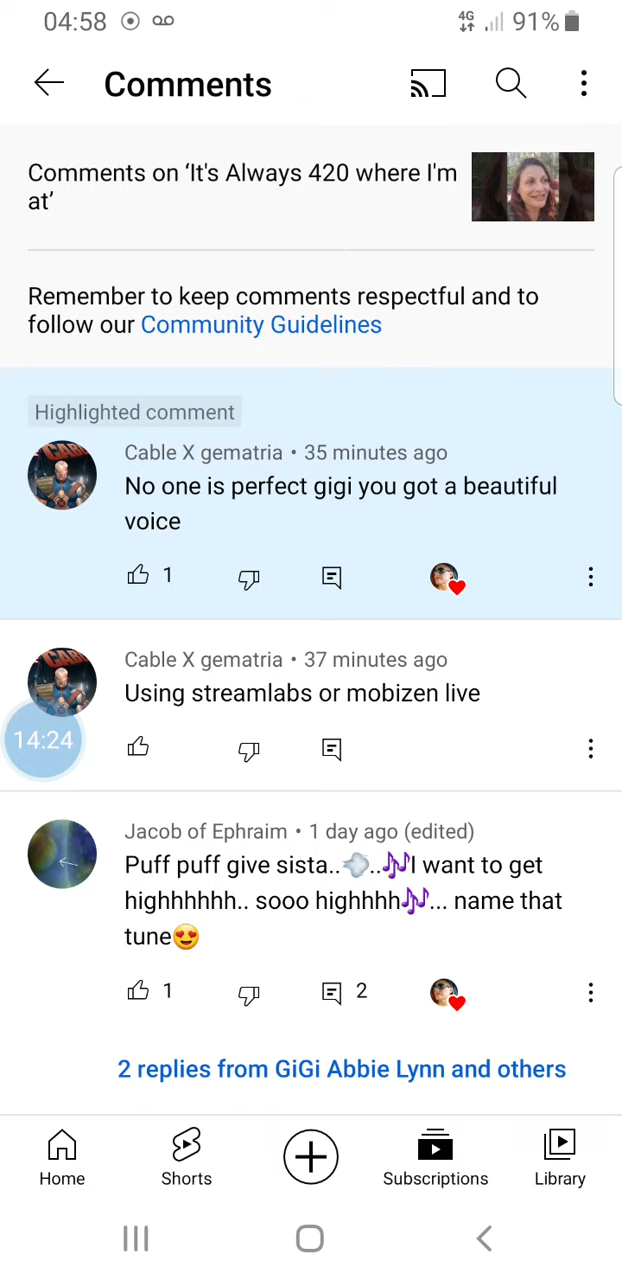 04:58 4G 91%
Comments
Comments on ‘It's Always 420 where I'm
at’
Remember to keep comments respectful and to
follow our Community Guidelines
Highlighted comment
Cable X gematria • 35 minutes ago
No one is perfect gigi you got a beautiful
voice
1
Cable X gematria • 37 minutes ago
Using streamlabs or mobizen live
14:24
Jacob of Ephraim • 1 day ago (edited)
Puff puff give sista..💨..🎶I want to get
highhhhhh.. sooo highhhh🎶... name that
tune😍
1 2
2 replies from GiGi Abbie Lynn and others
Home Shorts Subscriptions Library